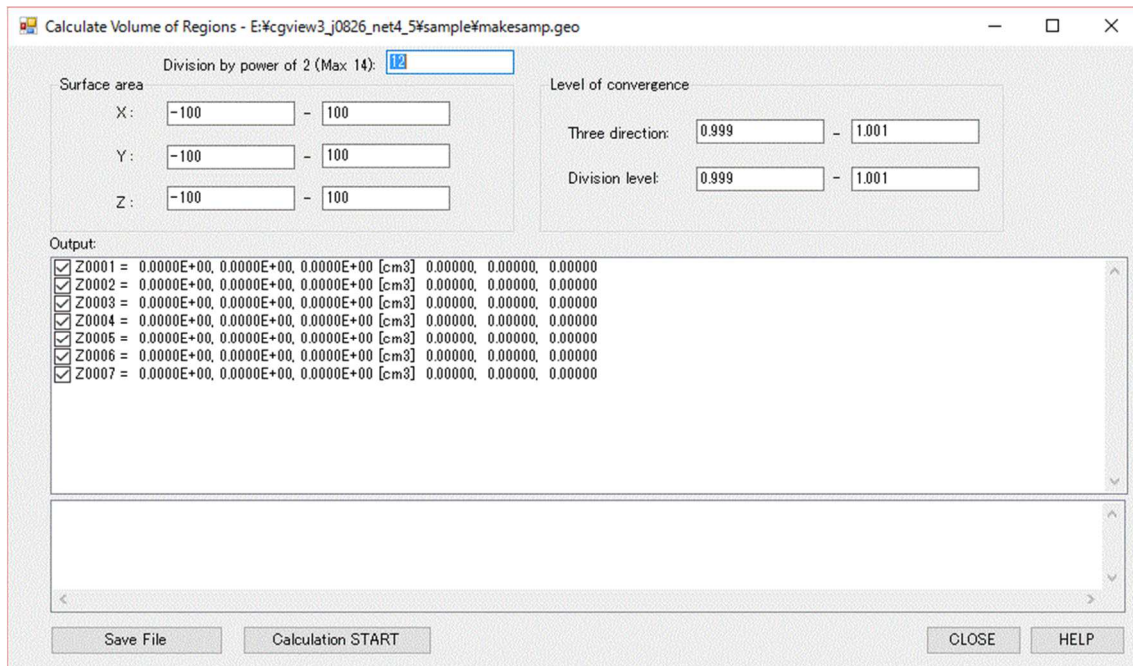 Calculate Volume of Regions - E:¥cgview3_j0826_net4_5¥sample¥makesamp.geo
Division by power of 2 (Max 14): 12
Surface area
X: -100 - 100
Y: -100 - 100
Z: -100 - 100
Level of convergence
Three direction: 0.999 - 1.001
Division level: 0.999 - 1.001
Output:
Z0001 = 0.0000E+00, 0.0000E+00, 0.0000E+00 [cm3] 0.00000, 0.00000, 0.00000
Z0002 = 0.0000E+00, 0.0000E+00, 0.0000E+00 [cm3] 0.00000, 0.00000, 0.00000
Z0003 = 0.0000E+00, 0.0000E+00, 0.0000E+00 [cm3] 0.00000, 0.00000, 0.00000
Z0004 = 0.0000E+00, 0.0000E+00, 0.0000E+00 [cm3] 0.00000, 0.00000, 0.00000
Z0005 = 0.0000E+00, 0.0000E+00, 0.0000E+00 [cm3] 0.00000, 0.00000, 0.00000
Z0006 = 0.0000E+00, 0.0000E+00, 0.0000E+00 [cm3] 0.00000, 0.00000, 0.00000
Z0007 = 0.0000E+00, 0.0000E+00, 0.0000E+00 [cm3] 0.00000, 0.00000, 0.00000
Save File Calculation START CLOSE HELP